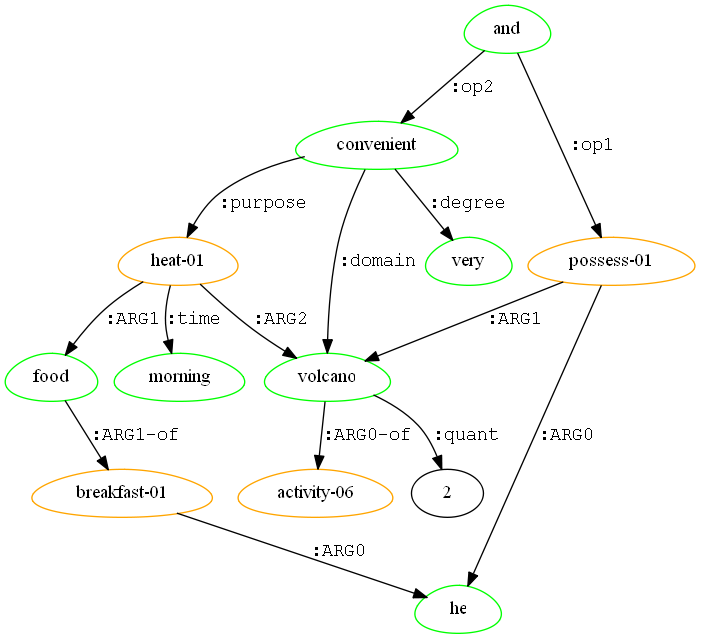 and
:op2
:op1
convenient
:purpose
:degree
:domain
heat-01
very
possess-01
:ARG1
:time
:ARG2
:ARG1
food
morning
volcano
:ARG1-of
:ARG0-of
:quant
:ARG0
breakfast-01
activity-06
2
:ARG0
he